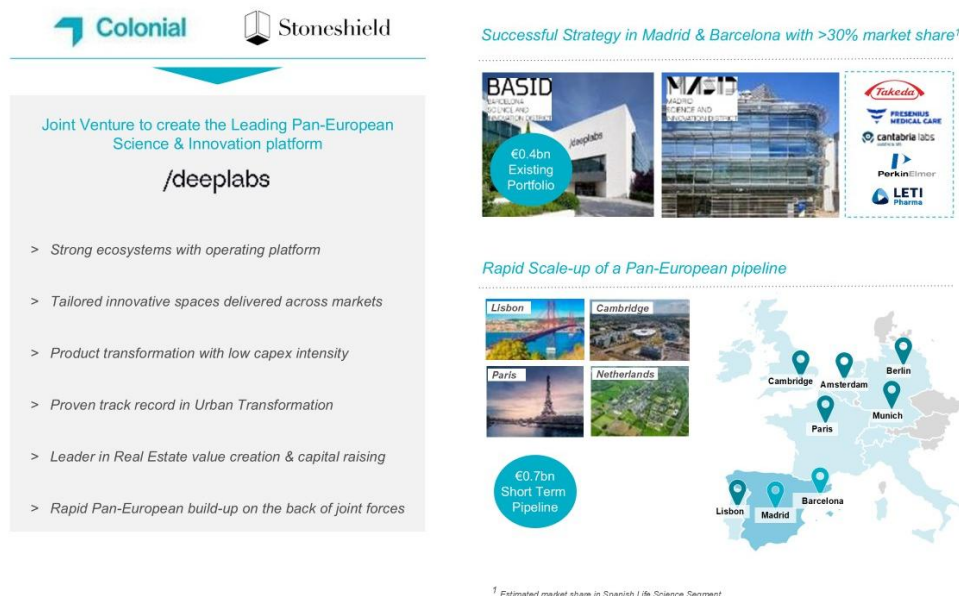 Colonial
Stoneshield
Joint Venture to create the Leading Pan-European
Science & Innovation platform
/deeplabs
> Strong ecosystems with operating platform
> Tailored innovative spaces delivered across markets
> Product transformation with low capex intensity
> Proven track record in Urban Transformation
> Leader in Real Estate value creation & capital raising
> Rapid Pan-European build-up on the back of joint forces
Successful Strategy in Madrid & Barcelona with >30% market share¹
BASID
BARCELONA
SCIENCE AND
INNOVATION DISTRICT
/deeplabs
€0.4bn
Existing
Portfolio
MASID
MADRID
SCIENCE AND
INNOVATION DISTRICT
Takeda
FRESENIUS
MEDICAL CARE
cantabria labs
PerkinElmer
LETI
Pharma
Rapid Scale-up of a Pan-European pipeline
Lisbon
Cambridge
Paris
Netherlands
€0.7bn
Short Term
Pipeline
Cambridge
Amsterdam
Berlin
Munich
Paris
Lisbon
Madrid
Barcelona
¹ Estimated market share in Spanish Life Science Segment